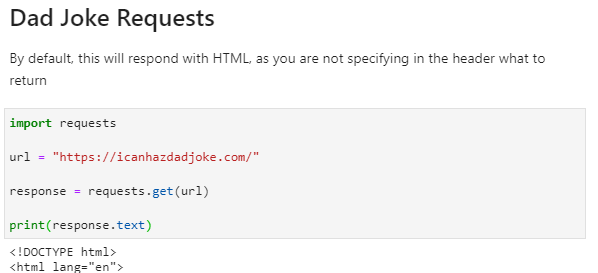 Dad Joke Requests
By default, this will respond with HTML, as you are not specifying in the header what to
return
import requests
url = "https://icanhazdadjoke.com/"
response = requests.get(url)
print(response.text)
<!DOCTYPE html>
<html lang="en">